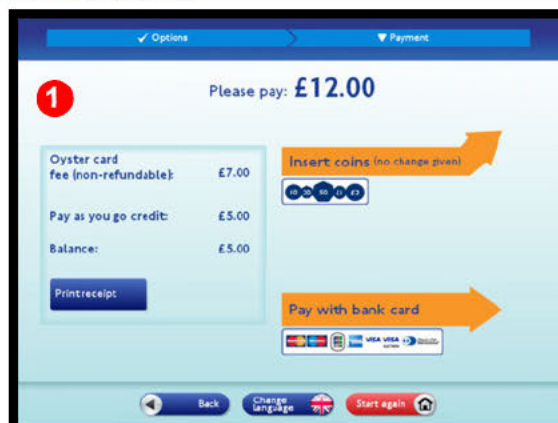 ✓ Options
▼ Payment
1
Please pay: £12.00
Oyster card
fee (non-refundable): £7.00
Pay as you go credit: £5.00
Balance: £5.00
Print receipt
Insert coins (no change given)
Pay with bank card
VISA VISA
Back
Change
language
Start again